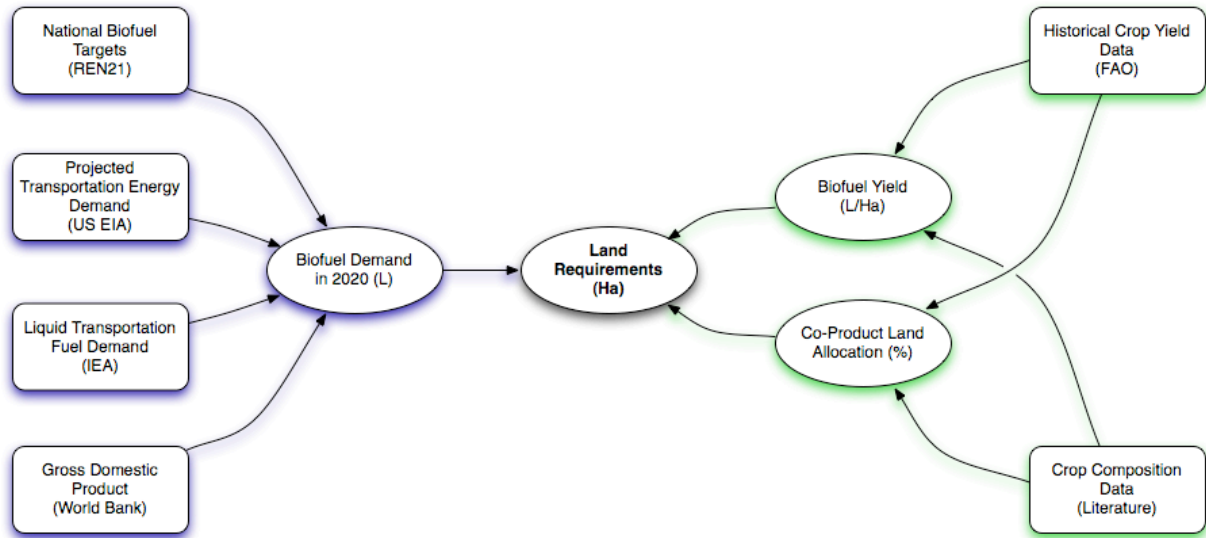 National Biofuel
Targets
(REN21)
Projected
Transportation Energy
Demand
(US EIA)
Liquid Transportation
Fuel Demand
(IEA)
Gross Domestic
Product
(World Bank)
Biofuel Demand
in 2020 (L)
Land
Requirements
(Ha)
Biofuel Yield
(L/Ha)
Co-Product Land
Allocation (%)
Historical Crop Yield
Data
(FAO)
Crop Composition
Data
(Literature)